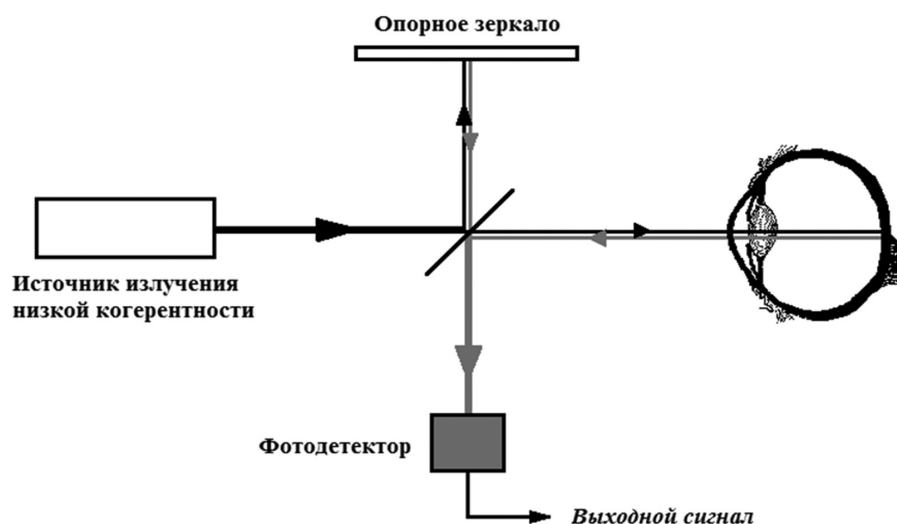 Опорное зеркало
Источник излучения
низкой когерентности
Фотодетектор
Выходной сигнал